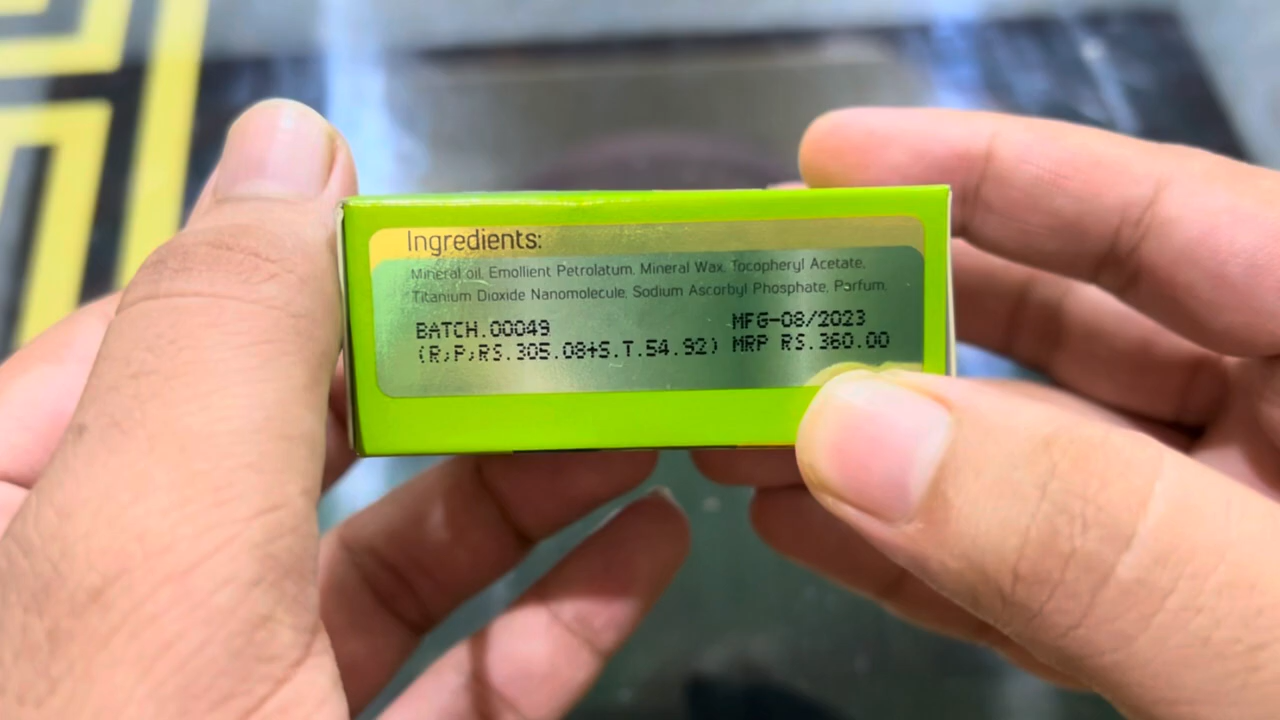 Ingredients:
Mineral oil, Emollient Petrolatum, Mineral Wax, Tocopheryl Acetate,
Titanium Dioxide Nanomolecule, Sodium Ascorbyl Phosphate, Parfum.
BATCH.00049 MFG-08/2023
(R;P;RS.305.08+S.T.54.92) MRP RS.360.00